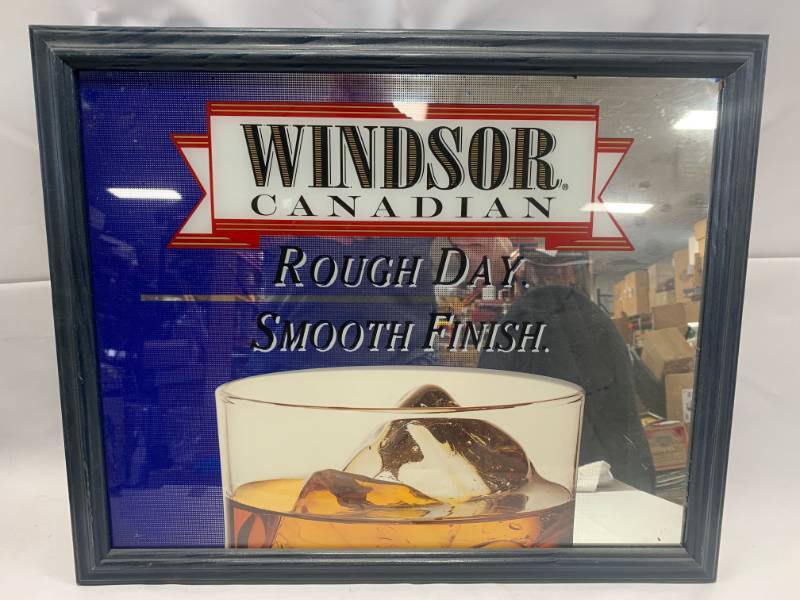 WINDSOR®
CANADIAN
ROUGH DAY.
SMOOTH FINISH.